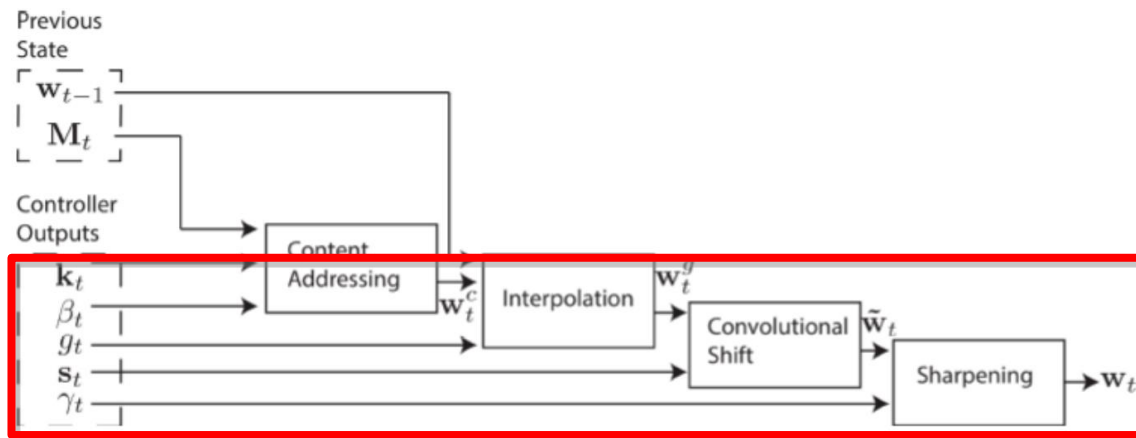 Previous
State
w_{t−1}
M_t
Controller
Outputs
k_t
β_t
g_t
s_t
γ_t
Content
Addressing
w_t^c
Interpolation
w_t^g
Convolutional
Shift
w̃_t
Sharpening
w_t